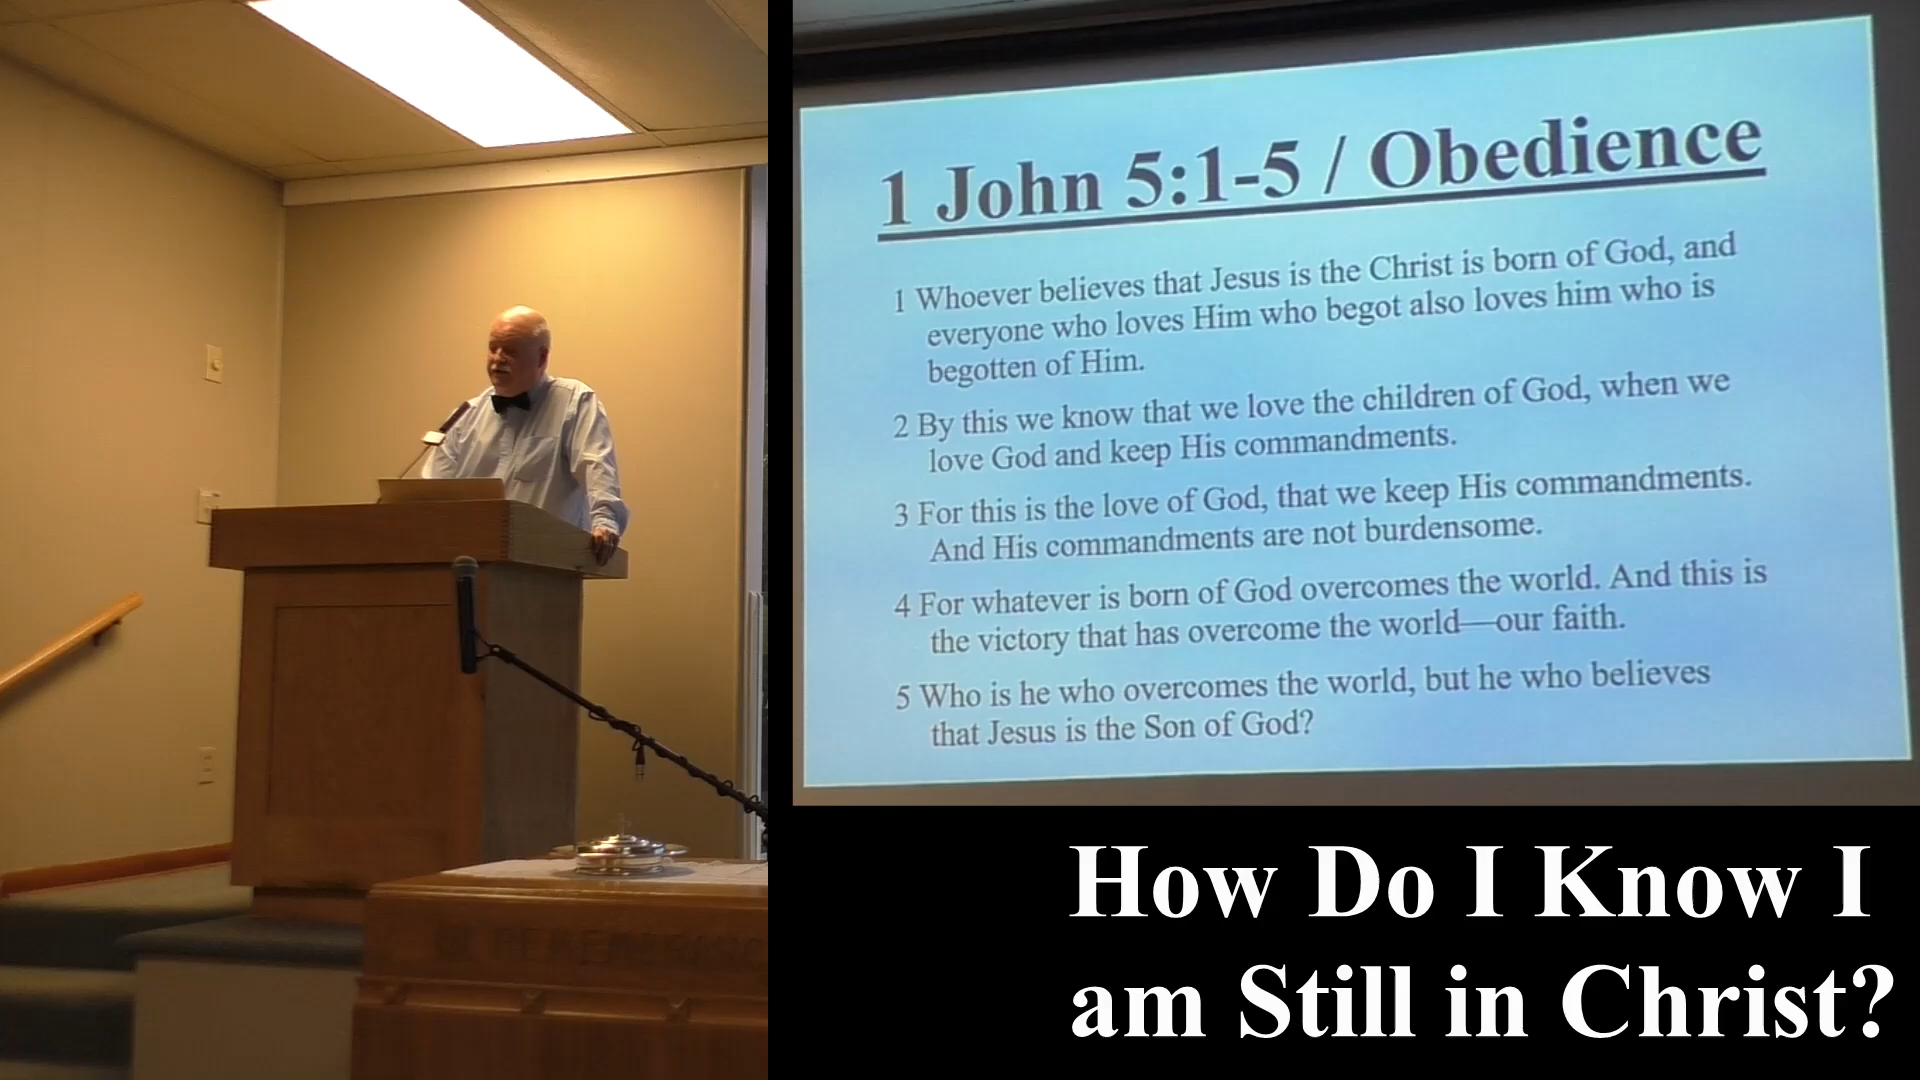 1 John 5:1-5 / Obedience
1 Whoever believes that Jesus is the Christ is born of God, and
everyone who loves Him who begot also loves him who is
begotten of Him.
2 By this we know that we love the children of God, when we
love God and keep His commandments.
3 For this is the love of God, that we keep His commandments.
And His commandments are not burdensome.
4 For whatever is born of God overcomes the world. And this is
the victory that has overcome the world—our faith.
5 Who is he who overcomes the world, but he who believes
that Jesus is the Son of God?
How Do I Know I
am Still in Christ?